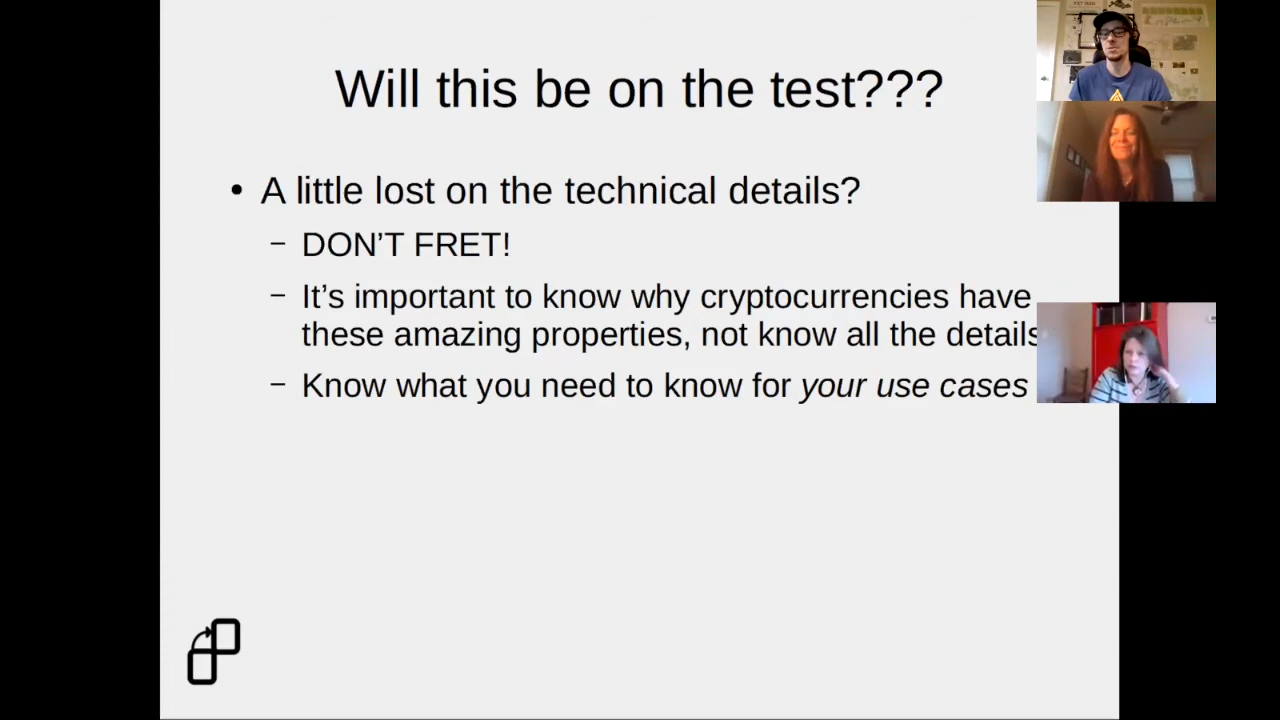 Will this be on the test???
• A little lost on the technical details?
– DON’T FRET!
– It’s important to know why cryptocurrencies have
these amazing properties, not know all the details
– Know what you need to know for your use cases